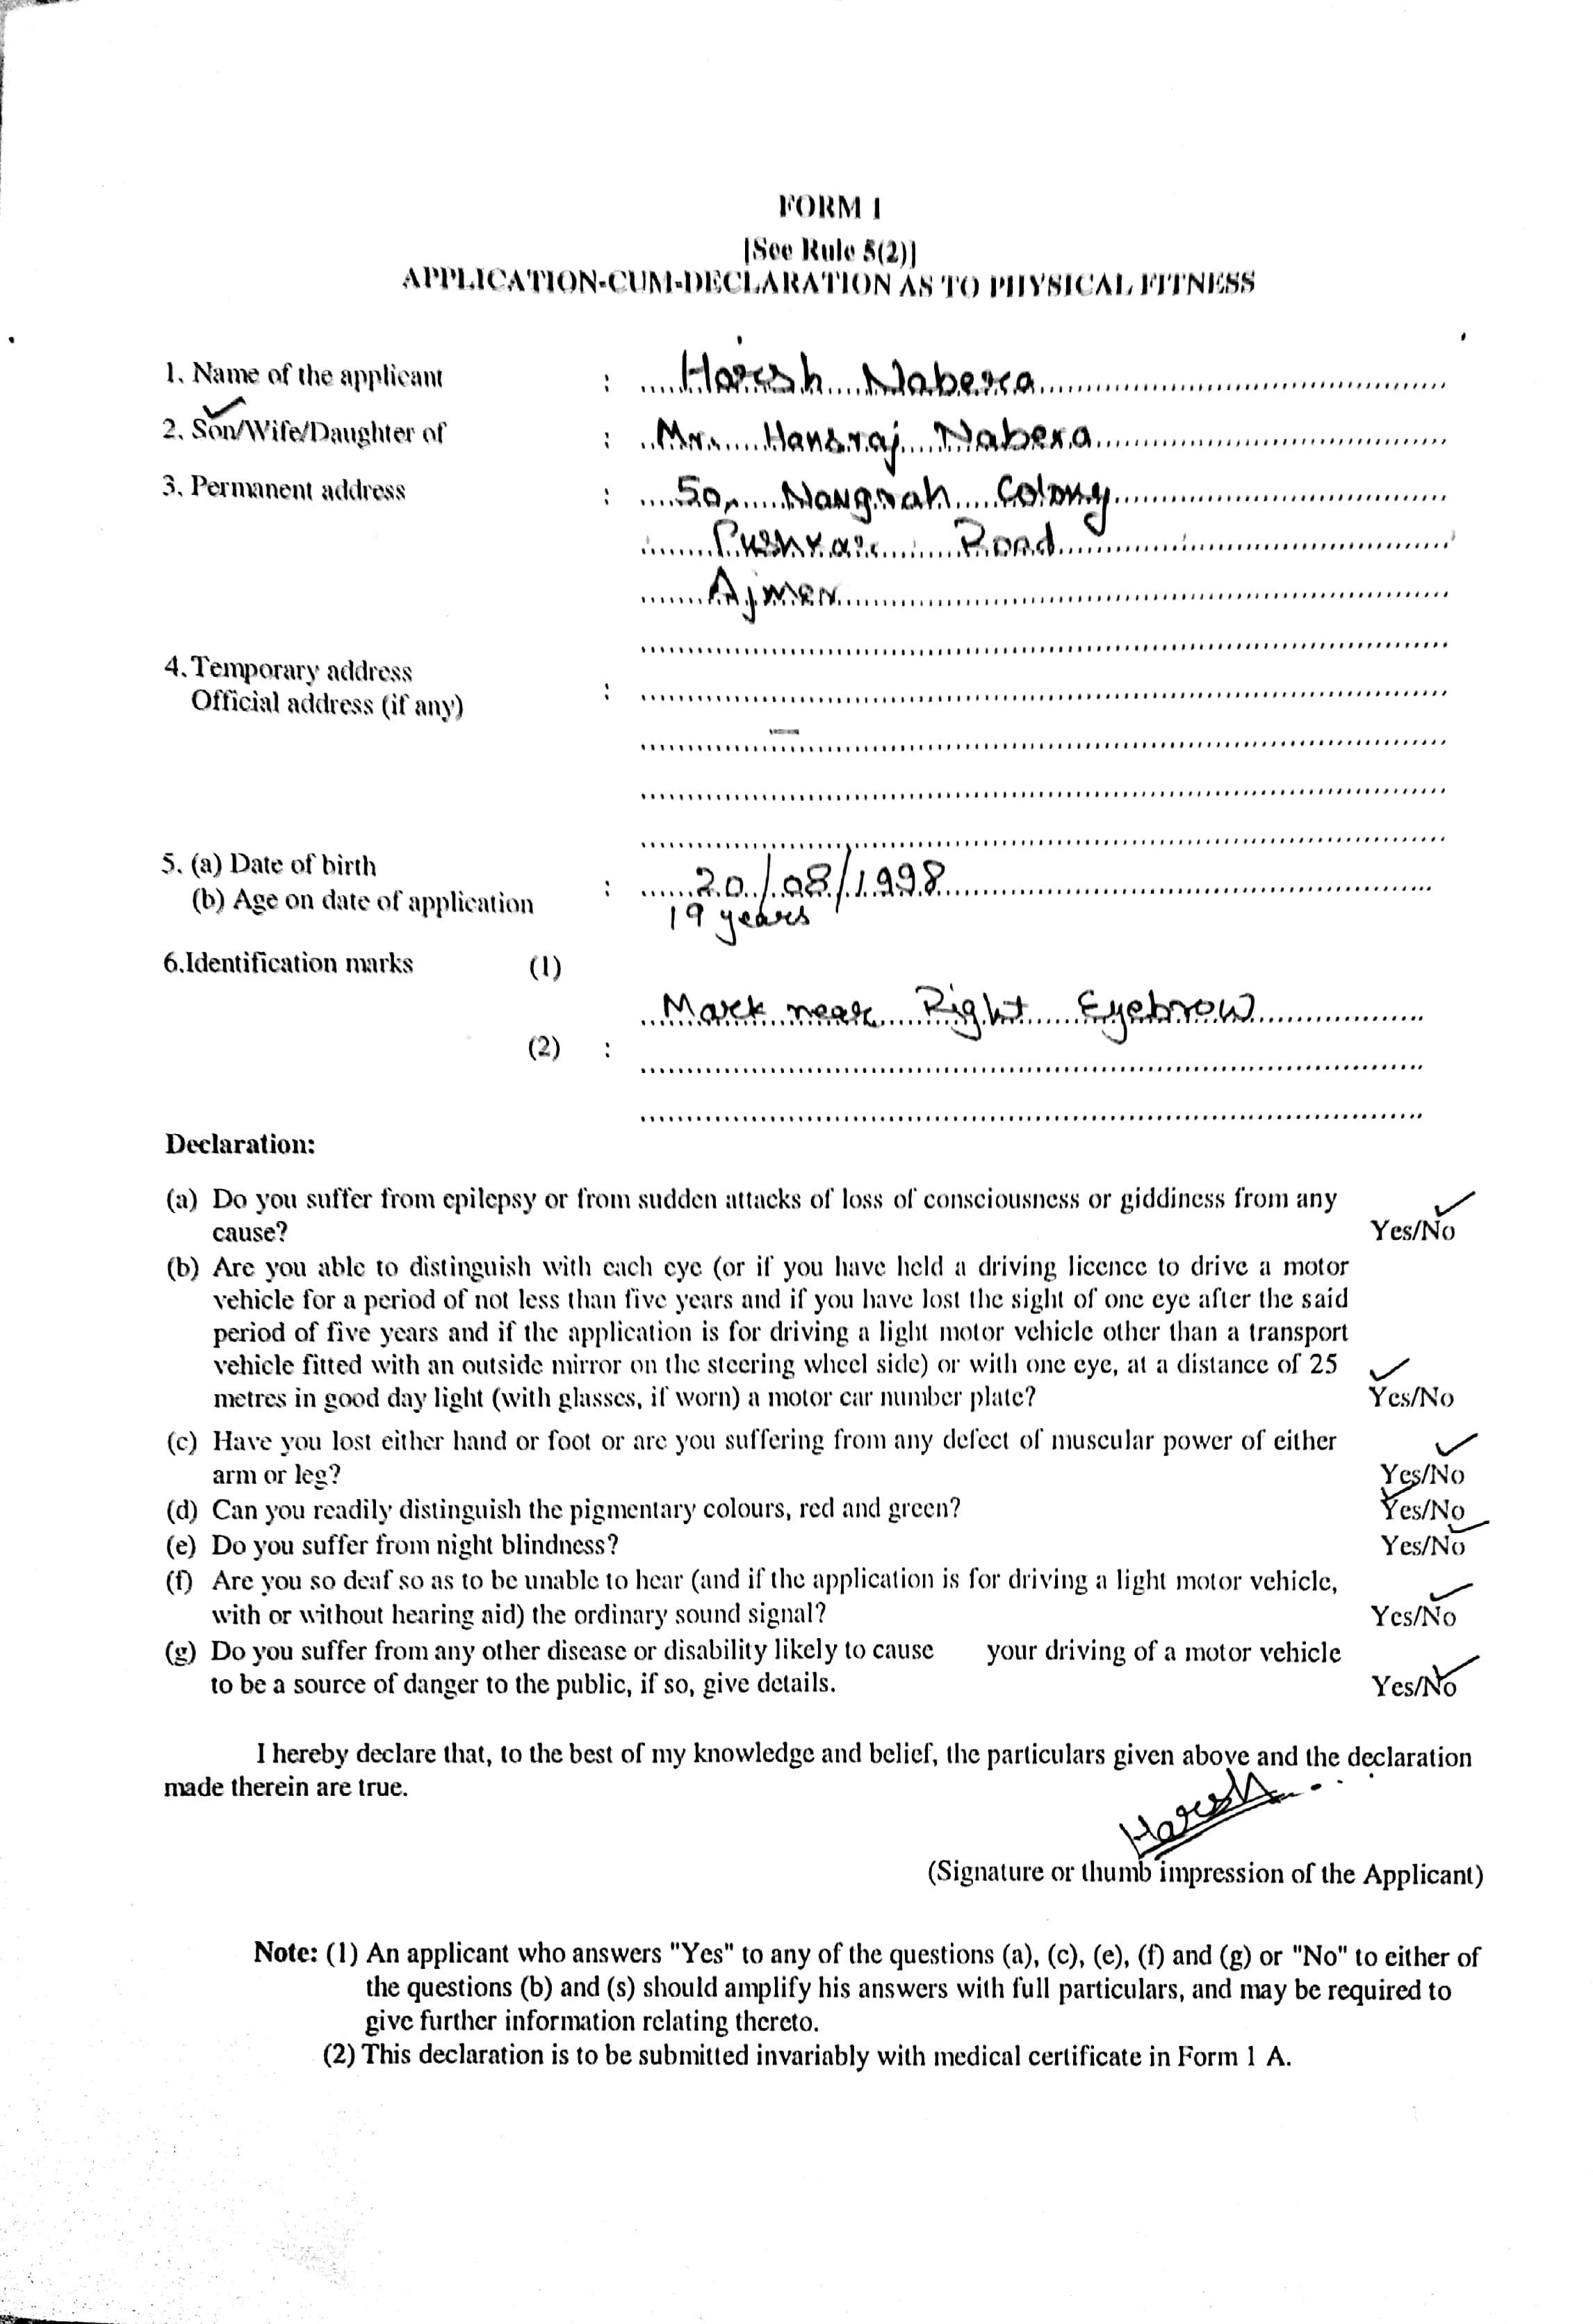 FORM 1
[See Rule 5(2)]
APPLICATION-CUM-DECLARATION AS TO PHYSICAL FITNESS
1. Name of the applicant : Haresh Nabera
2. Son/Wife/Daughter of : Mr. Hansraj Nabera
3. Permanent address : 50, Colony
Pushkar Road
Ajmer
4. Temporary address
Official address (if any) :
—
5. (a) Date of birth
: 20/08/1998
(b) Age on date of application
19 years
6.Identification marks (1)
Mark near Right Eyebrow
(2) :
Declaration:
(a) Do you suffer from epilepsy or from sudden attacks of loss of consciousness or giddiness from any
cause? Yes/No
(b) Are you able to distinguish with each eye (or if you have held a driving licence to drive a motor
vehicle for a period of not less than five years and if you have lost the sight of one eye after the said
period of five years and if the application is for driving a light motor vehicle other than a transport
vehicle fitted with an outside mirror on the steering wheel side) or with one eye, at a distance of 25
metres in good day light (with glasses, if worn) a motor car number plate? Yes/No
(c) Have you lost either hand or foot or are you suffering from any defect of muscular power of either
arm or leg? Yes/No
(d) Can you readily distinguish the pigmentary colours, red and green? Yes/No
(e) Do you suffer from night blindness? Yes/No
(f) Are you so deaf so as to be unable to hear (and if the application is for driving a light motor vehicle,
with or without hearing aid) the ordinary sound signal? Yes/No
(g) Do you suffer from any other disease or disability likely to cause your driving of a motor vehicle
to be a source of danger to the public, if so, give details. Yes/No
I hereby declare that, to the best of my knowledge and belief, the particulars given above and the declaration
made therein are true.
Haresh
(Signature or thumb impression of the Applicant)
Note: (1) An applicant who answers "Yes" to any of the questions (a), (c), (e), (f) and (g) or "No" to either of
the questions (b) and (s) should amplify his answers with full particulars, and may be required to
give further information relating thereto.
(2) This declaration is to be submitted invariably with medical certificate in Form 1 A.